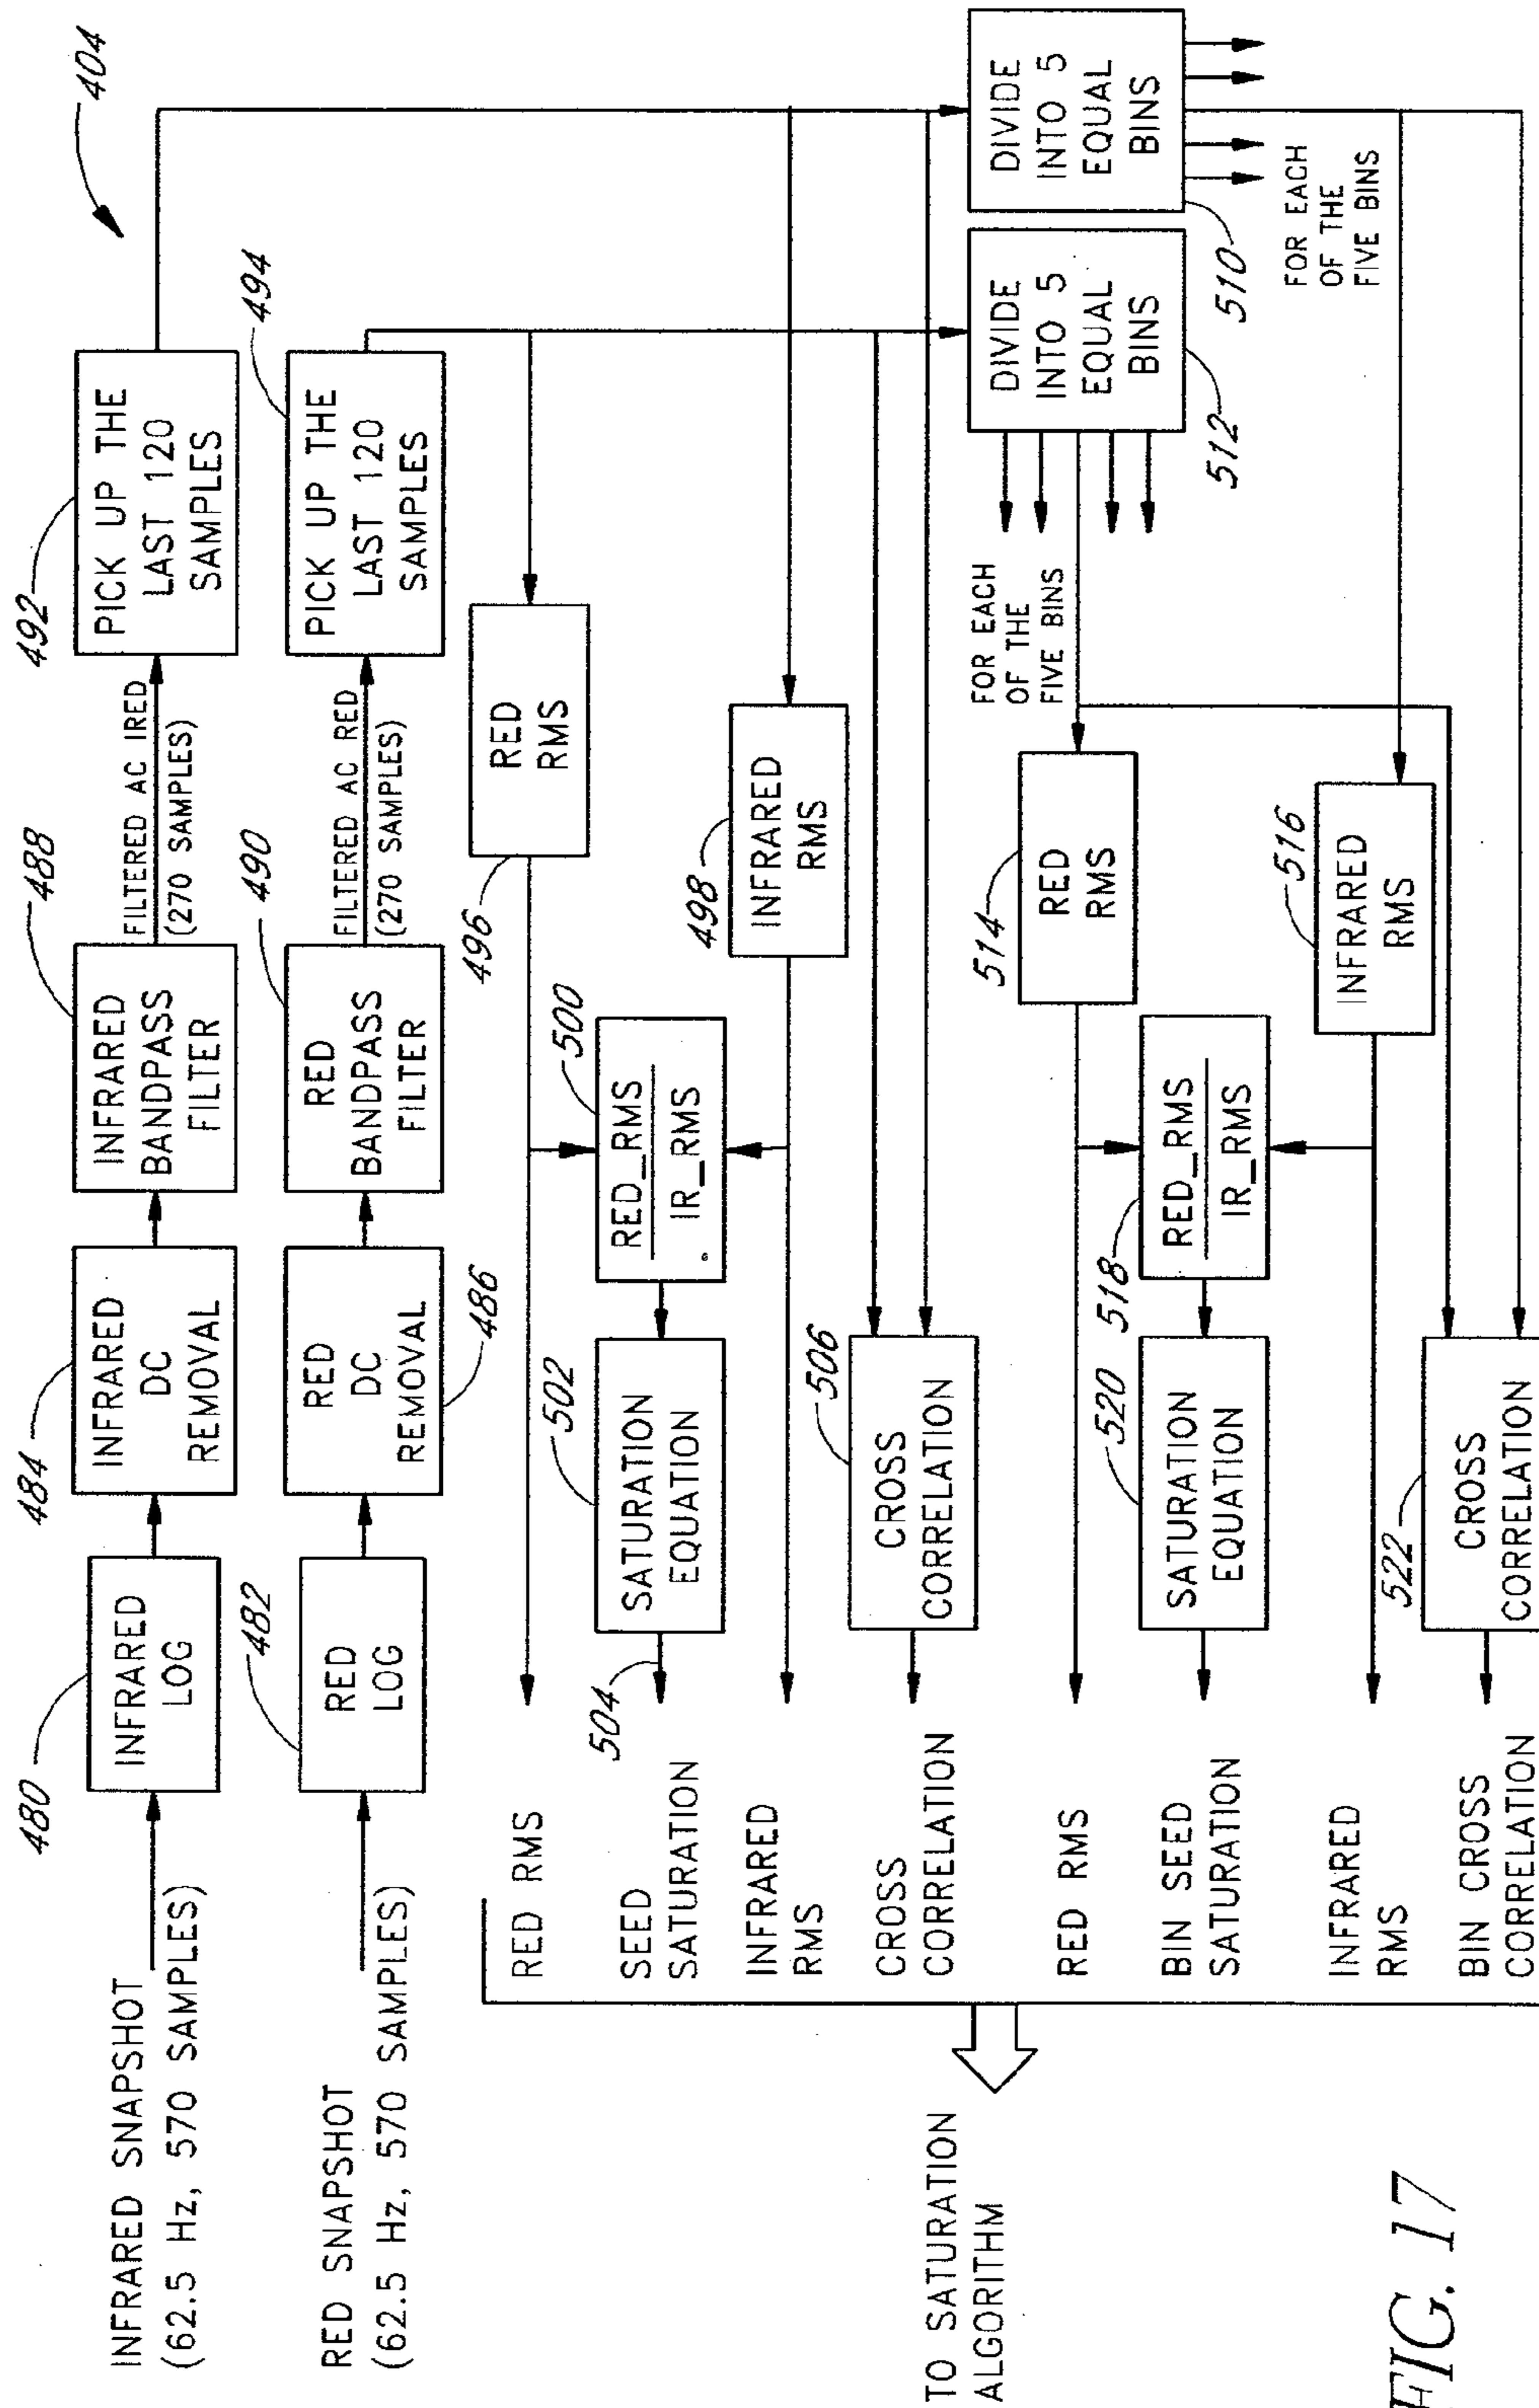 404
INFRARED SNAPSHOT
(62.5 Hz, 570 SAMPLES)
480
INFRARED
LOG
484
INFRARED
DC
REMOVAL
488
INFRARED
BANDPASS
FILTER
FILTERED AC IRED
(270 SAMPLES)
492
PICK UP THE
LAST 120
SAMPLES
RED SNAPSHOT
(62.5 Hz, 570 SAMPLES)
482
RED
LOG
486
RED
DC
REMOVAL
490
RED
BANDPASS
FILTER
FILTERED AC RED
(270 SAMPLES)
494
PICK UP THE
LAST 120
SAMPLES
RED RMS
496
RED
RMS
SEED
SATURATION
504
502
SATURATION
EQUATION
500
RED_RMS
IR_RMS
INFRARED
RMS
498
INFRARED
RMS
CROSS
CORRELATION
506
CROSS
CORRELATION
DIVIDE
INTO 5
EQUAL
BINS
512
DIVIDE
INTO 5
EQUAL
BINS
510
FOR EACH
OF THE
FIVE BINS
FOR EACH
OF THE
FIVE BINS
RED RMS
514
RED
RMS
BIN SEED
SATURATION
520
SATURATION
EQUATION
518
RED_RMS
IR_RMS
INFRARED
RMS
516
INFRARED
RMS
BIN CROSS
CORRELATION
522
CROSS
CORRELATION
TO SATURATION
ALGORITHM
FIG. 17